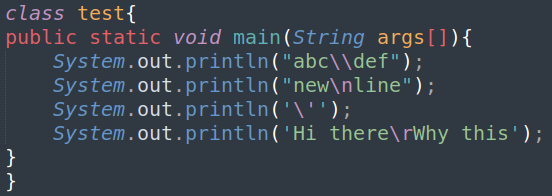 class test{
public static void main(String args[]){
    System.out.println("abc\\def");
    System.out.println("new\nline");
    System.out.println('\'');
    System.out.println('Hi there\rWhy this');
}
}